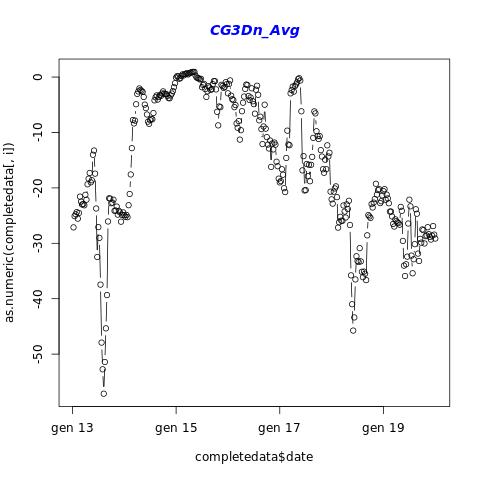 CG3Dn_Avg
as.numeric(completedata[, i])
0
-10
-20
-30
-40
-50
gen 13
gen 15
gen 17
gen 19
completedata$date